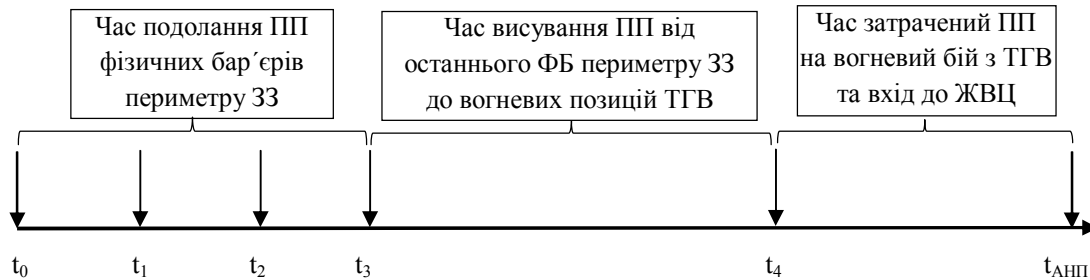 Час подолання ПП
фізичних бар´єрів
периметру ЗЗ
Час висування ПП від
останнього ФБ периметру ЗЗ
до вогневих позицій ТГВ
Час затрачений ПП
на вогневий бій з ТГВ
та вхід до ЖВЦ
t₀ t₁ t₂ t₃ t₄ tАНП